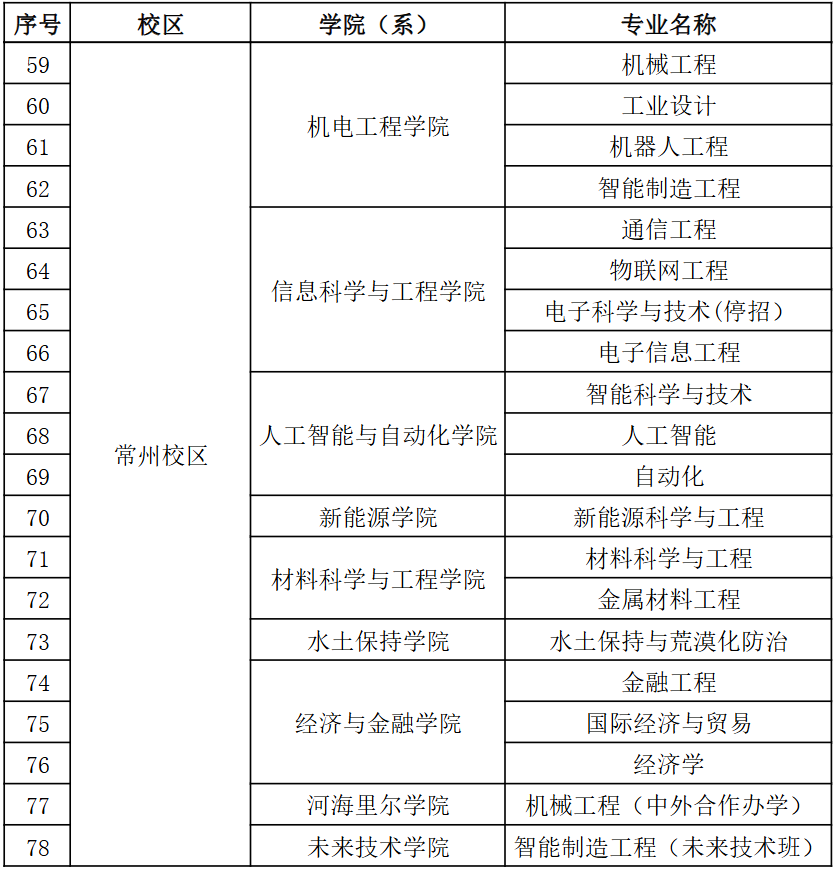 序号 校区 学院（系） 专业名称
59 常州校区 机电工程学院 机械工程
60 工业设计
61 机器人工程
62 智能制造工程
63 信息科学与工程学院 通信工程
64 物联网工程
65 电子科学与技术(停招）
66 电子信息工程
67 人工智能与自动化学院 智能科学与技术
68 人工智能
69 自动化
70 新能源学院 新能源科学与工程
71 材料科学与工程学院 材料科学与工程
72 金属材料工程
73 水土保持学院 水土保持与荒漠化防治
74 经济与金融学院 金融工程
75 国际经济与贸易
76 经济学
77 河海里尔学院 机械工程（中外合作办学）
78 未来技术学院 智能制造工程（未来技术班）